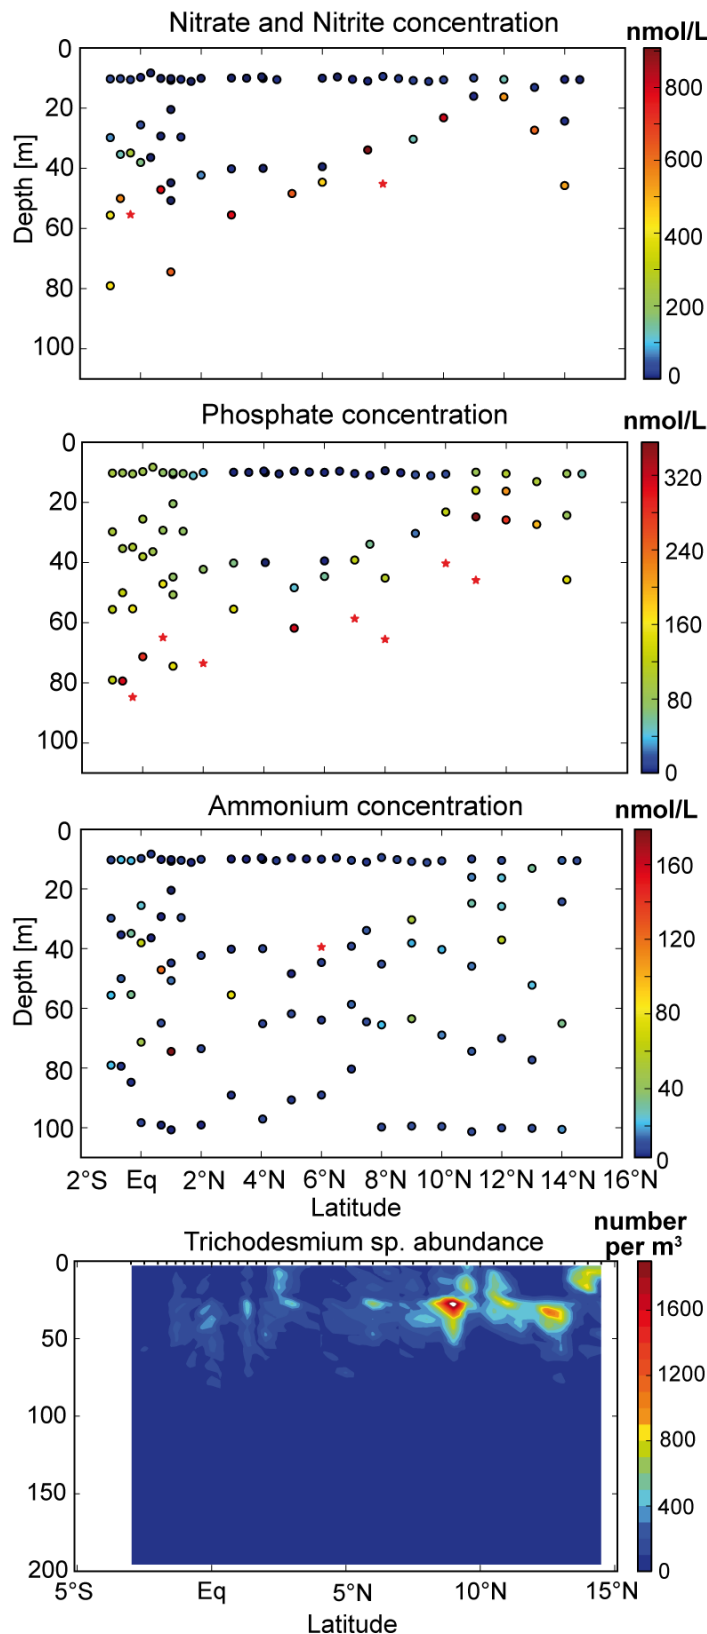 Nitrate and Nitrite concentration
nmol/L
0
20
40
60
80
100
Depth [m]
800
600
400
200
0
Phosphate concentration
nmol/L
0
20
40
60
80
100
320
240
160
80
0
Ammonium concentration
nmol/L
0
20
40
60
80
100
Depth [m]
160
120
80
40
0
2°S Eq 2°N 4°N 6°N 8°N 10°N 12°N 14°N 16°N
Latitude
number
per m³
Trichodesmium sp. abundance
0
50
100
150
200
1600
1200
800
400
0
5°S Eq 5°N 10°N 15°N
Latitude